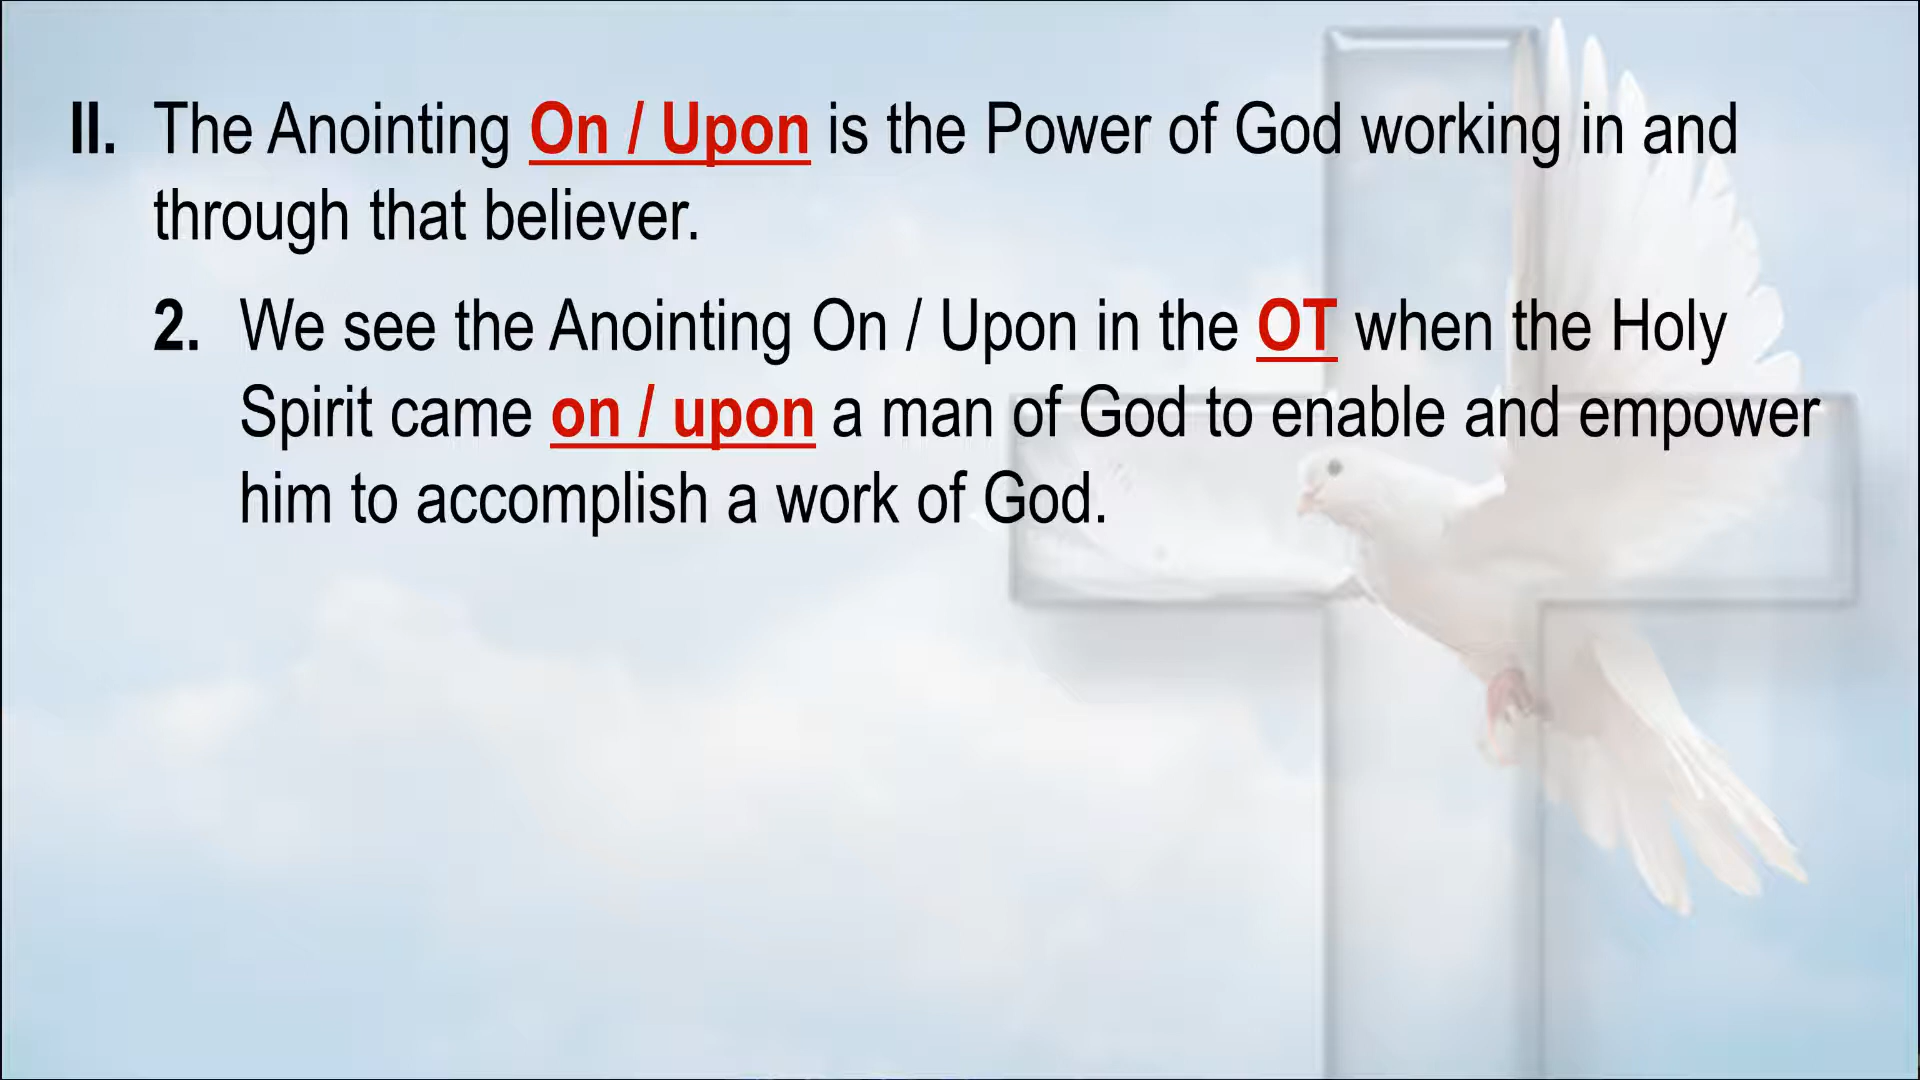 II. The Anointing On / Upon is the Power of God working in and
through that believer.
2. We see the Anointing On / Upon in the OT when the Holy
Spirit came on / upon a man of God to enable and empower
him to accomplish a work of God.